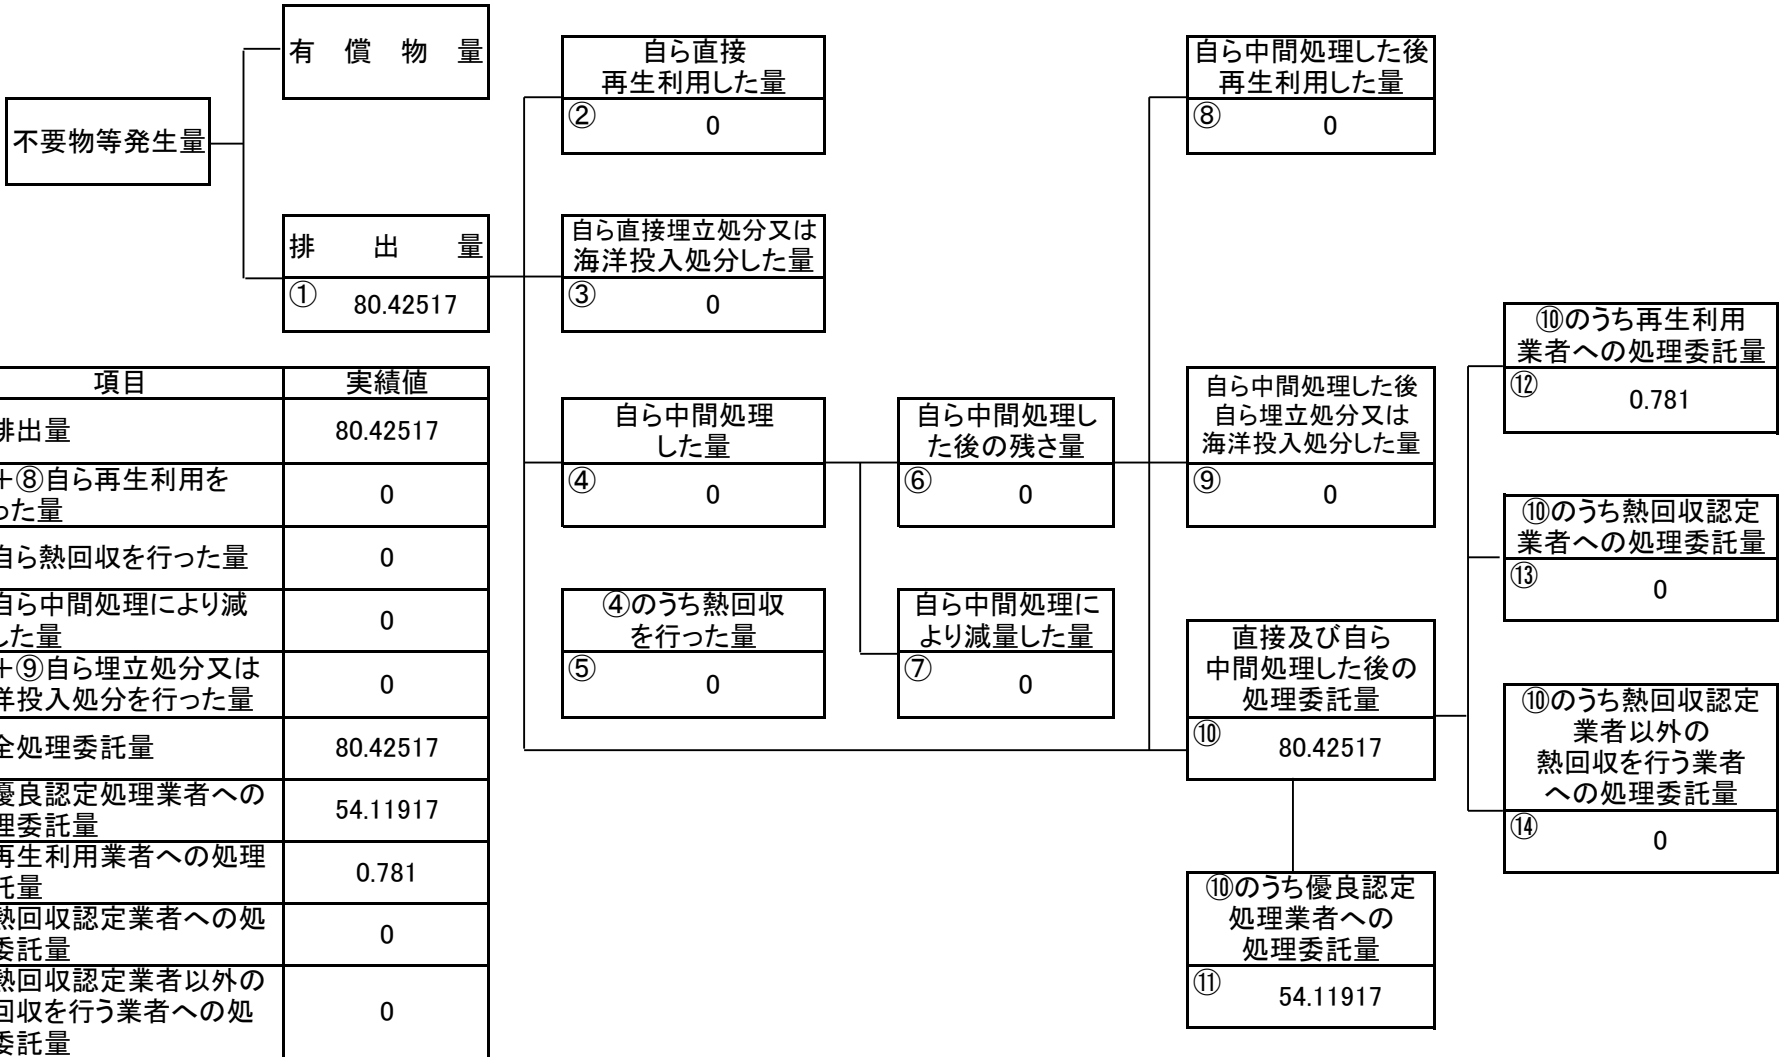 有 償 物 量
不要物等発生量
排 出 量
① 80.42517
自ら直接
再生利用した量
② 0
自ら直接埋立処分又は
海洋投入処分した量
③ 0
自ら中間処理
した量
④ 0
④のうち熱回収
を行った量
⑤ 0
自ら中間処理し
た後の残さ量
⑥ 0
自ら中間処理に
より減量した量
⑦ 0
自ら中間処理した後
再生利用した量
⑧ 0
自ら中間処理した後
自ら埋立処分又は
海洋投入処分した量
⑨ 0
直接及び自ら
中間処理した後の
処理委託量
⑩ 80.42517
⑩のうち優良認定
処理業者への
処理委託量
⑪ 54.11917
⑩のうち再生利用
業者への処理委託量
⑫ 0.781
⑩のうち熱回収認定
業者への処理委託量
⑬ 0
⑩のうち熱回収認定
業者以外の
熱回収を行う業者
への処理委託量
⑭ 0
項目 実績値
排出量 80.42517
+⑧自ら再生利用を
った量 0
自ら熱回収を行った量 0
自ら中間処理により減
した量 0
+⑨自ら埋立処分又は
洋投入処分を行った量 0
全処理委託量 80.42517
優良認定処理業者への
理委託量 54.11917
再生利用業者への処理
託量 0.781
熱回収認定業者への処
委託量 0
熱回収認定業者以外の
回収を行う業者への処
委託量 0